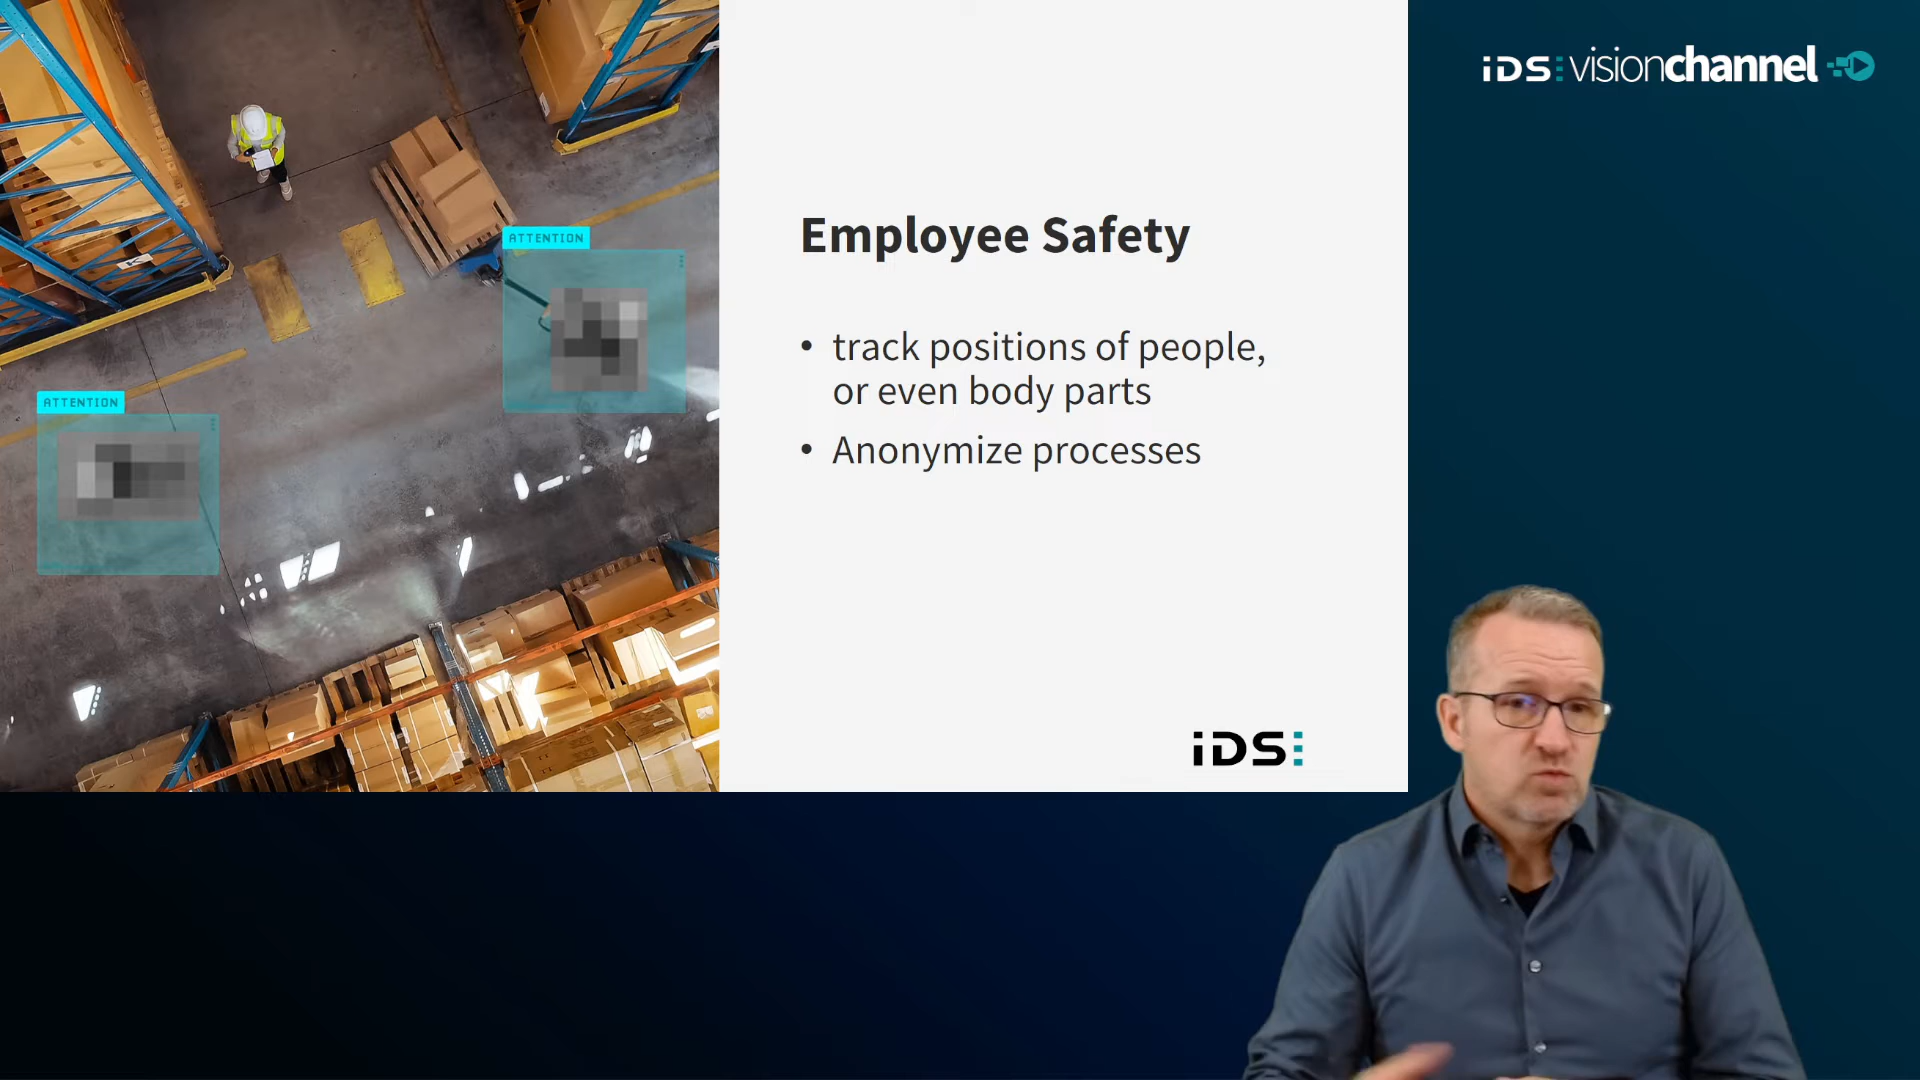 iDS visionchannel
Employee Safety
• track positions of people,
or even body parts
• Anonymize processes
ATTENTION
ATTENTION
K
iDS